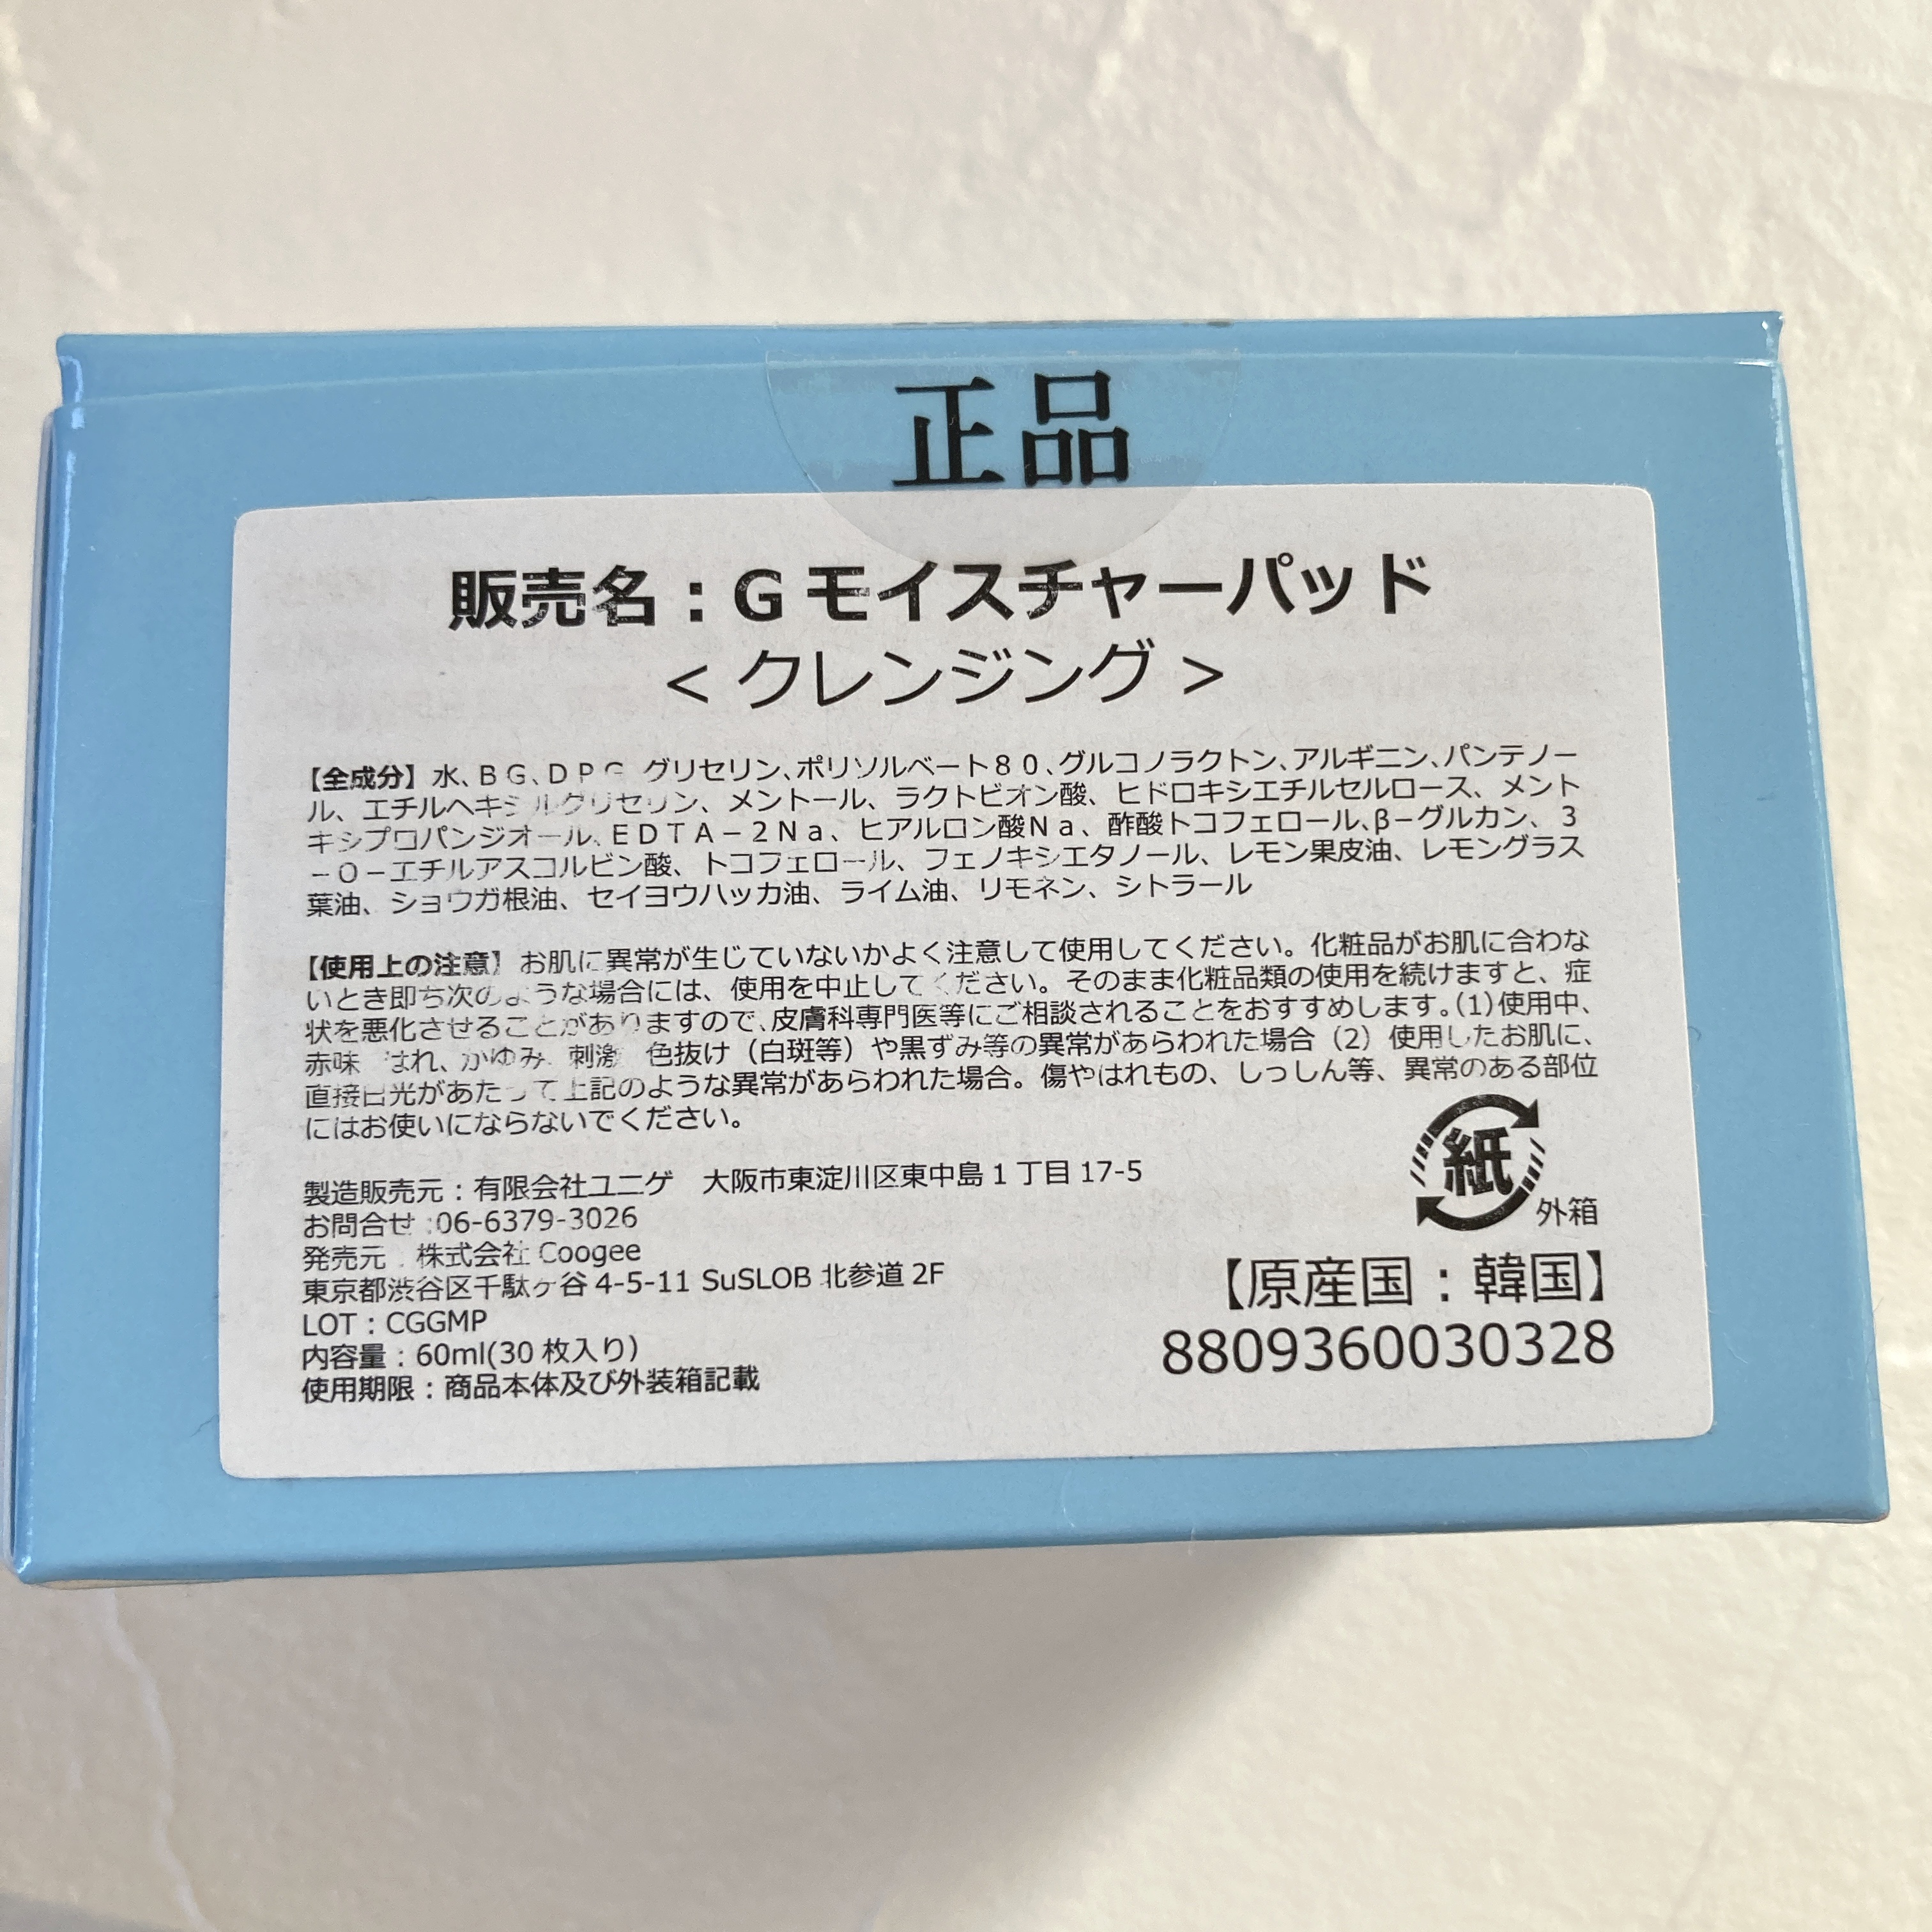 正品
販売名：G モイスチャーパッド
< クレンジング >
【全成分】水、ＢＧ、ＤＰＧ、グリセリン、ポリソルベート８０、グルコノラクトン、アルギニン、パンテノー
ル、エチルヘキシルグリセリン、メントール、ラクトビオン酸、ヒドロキシエチルセルロース、メント
キシプロパンジオール、ＥＤＴＡ－２Ｎａ、ヒアルロン酸Ｎａ、酢酸トコフェロール、β－グルカン、３
－Ｏ－エチルアスコルビン酸、トコフェロール、フェノキシエタノール、レモン果皮油、レモングラス
葉油、ショウガ根油、セイヨウハッカ油、ライム油、リモネン、シトラール
【使用上の注意】お肌に異常が生じていないかよく注意して使用してください。化粧品がお肌に合わな
いとき即ち次のような場合には、使用を中止してください。そのまま化粧品類の使用を続けますと、症
状を悪化させることがありますので、皮膚科専門医等にご相談されることをおすすめします。(1)使用中、
赤味、はれ、かゆみ、刺激、色抜け（白斑等）や黒ずみ等の異常があらわれた場合（2）使用したお肌に、
直接日光があたって上記のような異常があらわれた場合。傷やはれもの、しっしん等、異常のある部位
にはお使いにならないでください。
製造販売元：有限会社ユニゲ　大阪市東淀川区東中島 1 丁目 17-5
お問合せ :06-6379-3026
発売元：株式会社 Coogee
東京都渋谷区千駄ヶ谷 4-5-11 SuSLOB 北参道 2F
LOT：CGGMP
内容量：60ml(30 枚入り)
使用期限：商品本体及び外装箱記載
紙
外箱
【原産国：韓国】
8809360030328